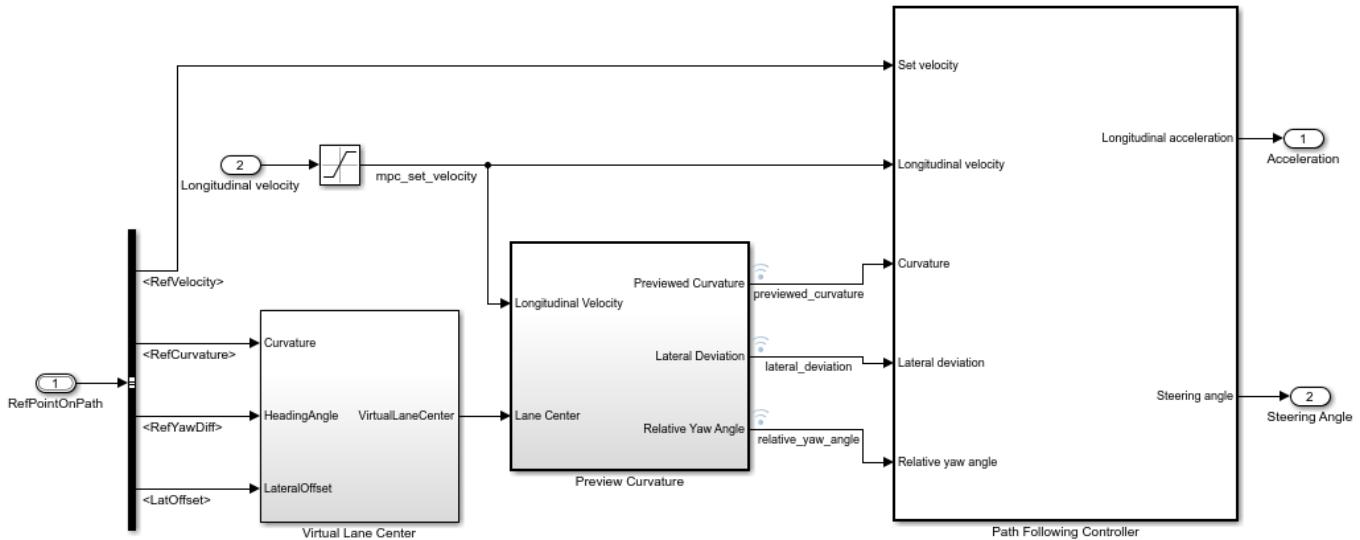 Set velocity
Longitudinal acceleration
1
Acceleration
2
Longitudinal velocity
mpc_set_velocity
Longitudinal velocity
<RefVelocity>
Previewed Curvature
previewed_curvature
Curvature
Longitudinal Velocity
Curvature
<RefCurvature>
Lateral Deviation
lateral_deviation
Lateral deviation
1
RefPointOnPath
HeadingAngle
<RefYawDiff>
VirtualLaneCenter
Lane Center
Relative Yaw Angle
relative_yaw_angle
Steering angle
2
Steering Angle
Relative yaw angle
LateralOffset
<LatOffset>
Preview Curvature
Virtual Lane Center
Path Following Controller